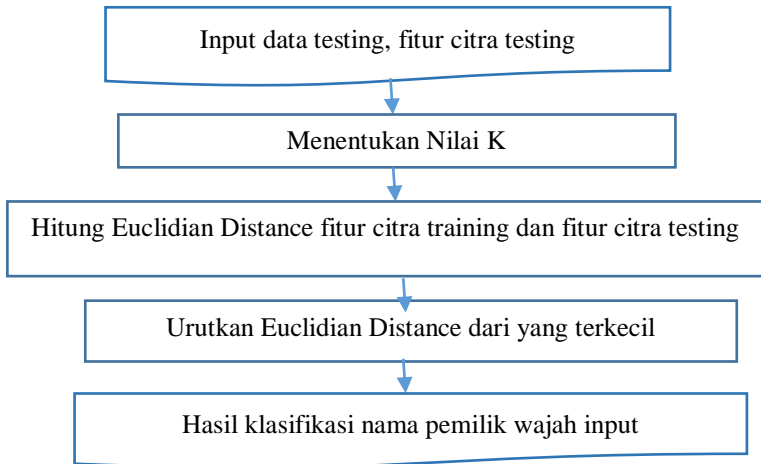 Input data testing, fitur citra testing
Menentukan Nilai K
Hitung Euclidian Distance fitur citra training dan fitur citra testing
Urutkan Euclidian Distance dari yang terkecil
Hasil klasifikasi nama pemilik wajah input